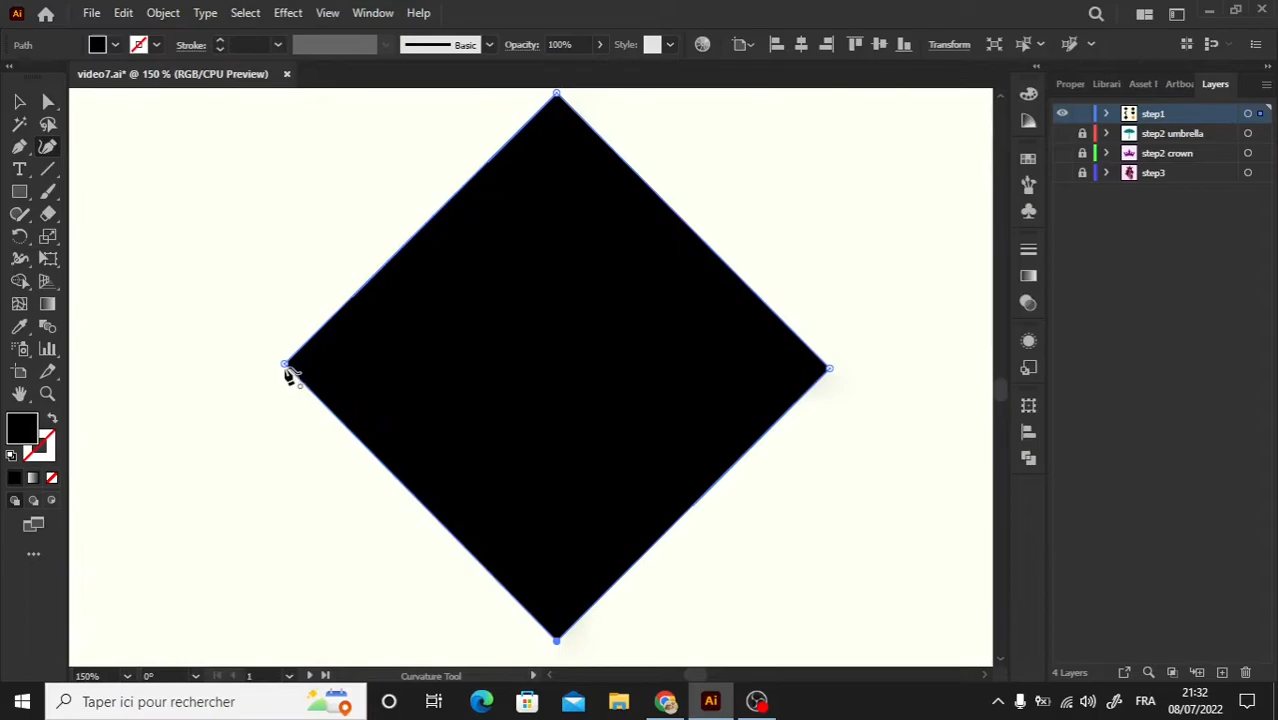 Ai File Edit Object Type Select Effect View Window Help
Path Stroke: Basic Opacity: 100% Style: Transform
video7.ai* @ 150 % (RGB/CPU Preview)
Proper Librari Asset E Artboa Layers
step1
step2 umbrella
step2 crown
step3
150% 0° 1 Curvature Tool 4 Layers
Taper ici pour rechercher Ai FRA 21:32
08/07/2022